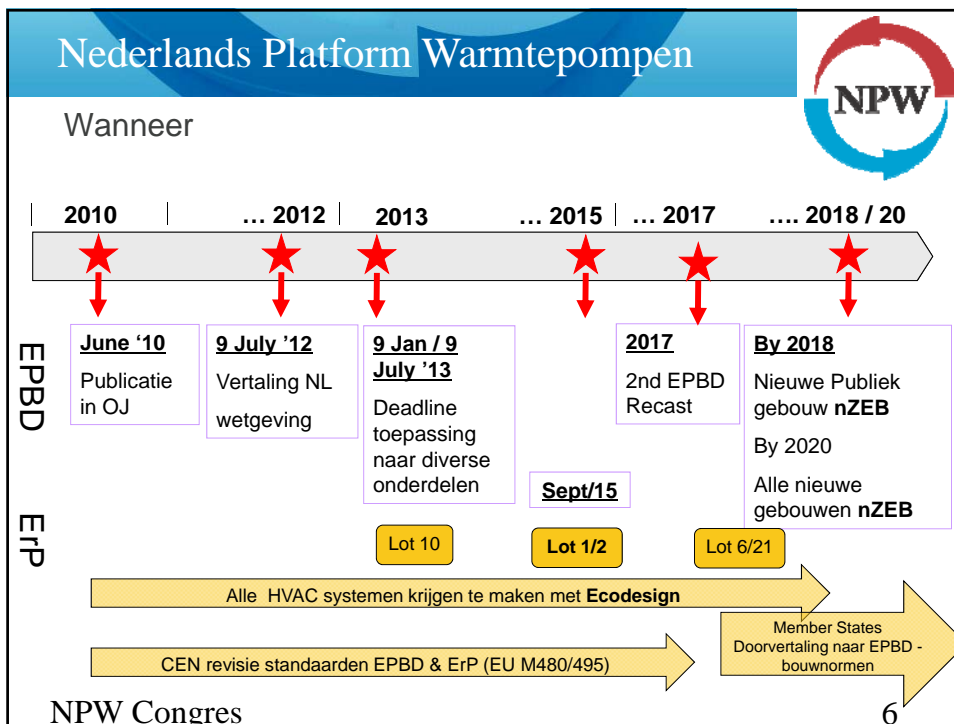 Nederlands Platform Warmtepompen
NPW
Wanneer
2010
… 2012
2013
… 2015
… 2017
…. 2018 / 20
EPBD
June ‘10
Publicatie
in OJ
9 July ’12
Vertaling NL
wetgeving
9 Jan / 9
July ’13
Deadline
toepassing
naar diverse
onderdelen
Sept/15
2017
2nd EPBD
Recast
By 2018
Nieuwe Publiek
gebouw nZEB
By 2020
Alle nieuwe
gebouwen nZEB
ErP
Lot 10
Lot 1/2
Lot 6/21
Alle HVAC systemen krijgen te maken met Ecodesign
CEN revisie standaarden EPBD & ErP (EU M480/495)
Member States
Doorvertaling naar EPBD -
bouwnormen
NPW Congres
6